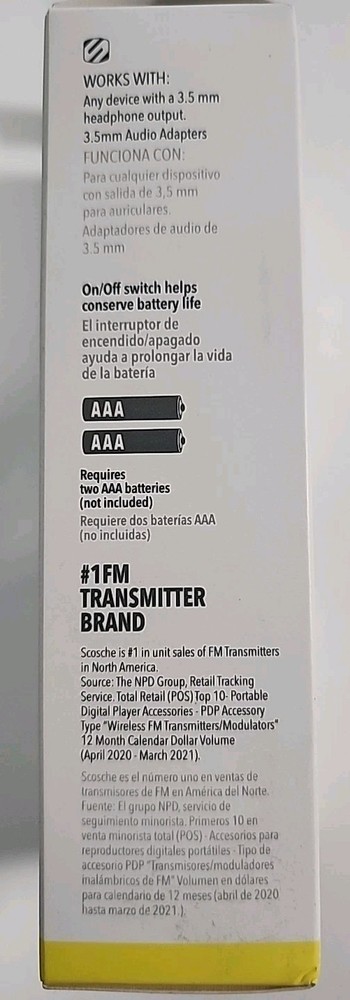 WORKS WITH:
Any device with a 3.5 mm
headphone output.
3.5mm Audio Adapters
FUNCIONA CON:
Para cualquier dispositivo
con salida de 3,5 mm
para auriculares.
Adaptadores de audio de
3.5 mm
On/Off switch helps
conserve battery life
El interruptor de
encendido/apagado
ayuda a prolongar la vida
de la batería
AAA
AAA
Requires
two AAA batteries
(not included)
Requiere dos baterías AAA
(no incluidas)
#1 FM
TRANSMITTER
BRAND
Scosche is #1 in unit sales of FM Transmitters
in North America.
Source: The NPD Group, Retail Tracking
Service, Total Retail (POS) Top 10- Portable
Digital Player Accessories - PDP Accessory
Type "Wireless FM Transmitters/Modulators"
12 Month Calendar Dollar Volume
(April 2020 - March 2021).
Scosche es el número uno en ventas de
transmisores de FM en América del Norte.
Fuente: El grupo NPD, servicio de
seguimiento minorista. Primeros 10 en
venta minorista total (POS) - Accesorios para
reproductores digitales portátiles - Tipo de
accesorio PDP "Transmisores/moduladores
inalámbricos de FM" Volumen en dólares
para calendario de 12 meses (abril de 2020
hasta marzo de 2021.).